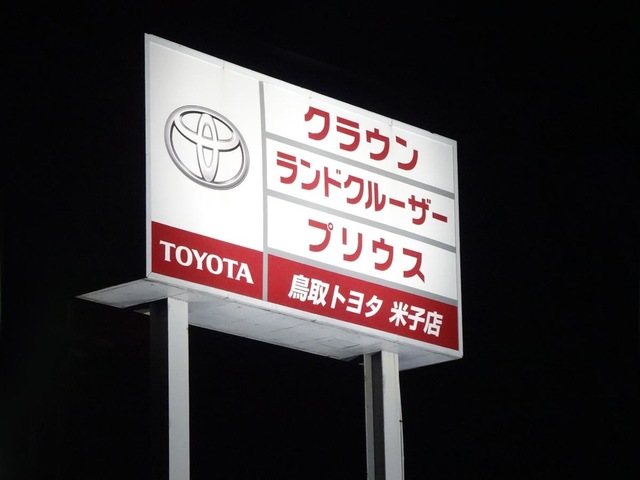 TOYOTA
クラウン
ランドクルーザー
プリウス
鳥取トヨタ 米子店